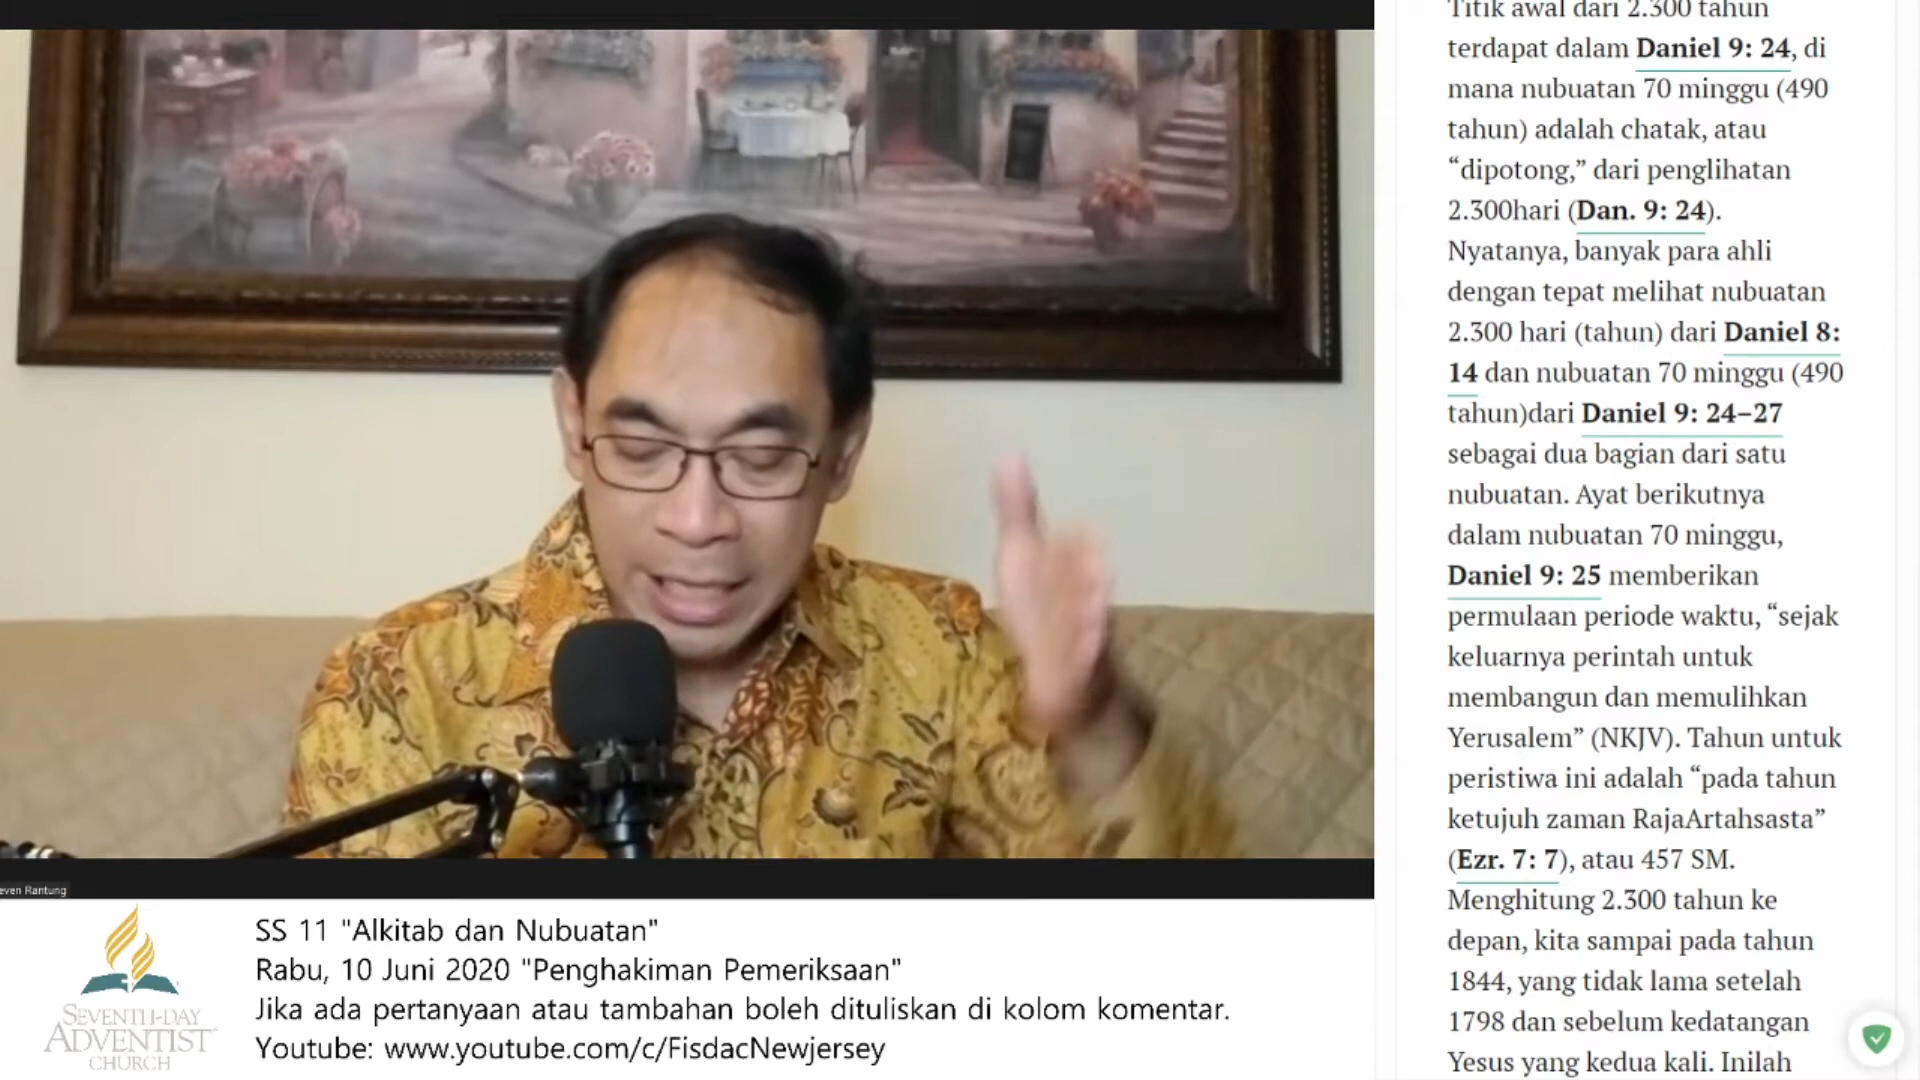 Titik awal dari 2.300 tahun
terdapat dalam Daniel 9: 24, di
mana nubuatan 70 minggu (490
tahun) adalah chatak, atau
“dipotong,” dari penglihatan
2.300hari (Dan. 9: 24).
Nyatanya, banyak para ahli
dengan tepat melihat nubuatan
2.300 hari (tahun) dari Daniel 8:
14 dan nubuatan 70 minggu (490
tahun)dari Daniel 9: 24–27
sebagai dua bagian dari satu
nubuatan. Ayat berikutnya
dalam nubuatan 70 minggu,
Daniel 9: 25 memberikan
permulaan periode waktu, “sejak
keluarnya perintah untuk
membangun dan memulihkan
Yerusalem” (NKJV). Tahun untuk
peristiwa ini adalah “pada tahun
ketujuh zaman RajaArtahsasta”
(Ezr. 7: 7), atau 457 SM.
Menghitung 2.300 tahun ke
depan, kita sampai pada tahun
1844, yang tidak lama setelah
1798 dan sebelum kedatangan
Yesus yang kedua kali. Inilah
even Rantung
SS 11 "Alkitab dan Nubuatan"
Rabu, 10 Juni 2020 "Penghakiman Pemeriksaan"
Jika ada pertanyaan atau tambahan boleh dituliskan di kolom komentar.
Youtube: www.youtube.com/c/FisdacNewjersey
SEVENTH-DAY
ADVENTIST
CHURCH